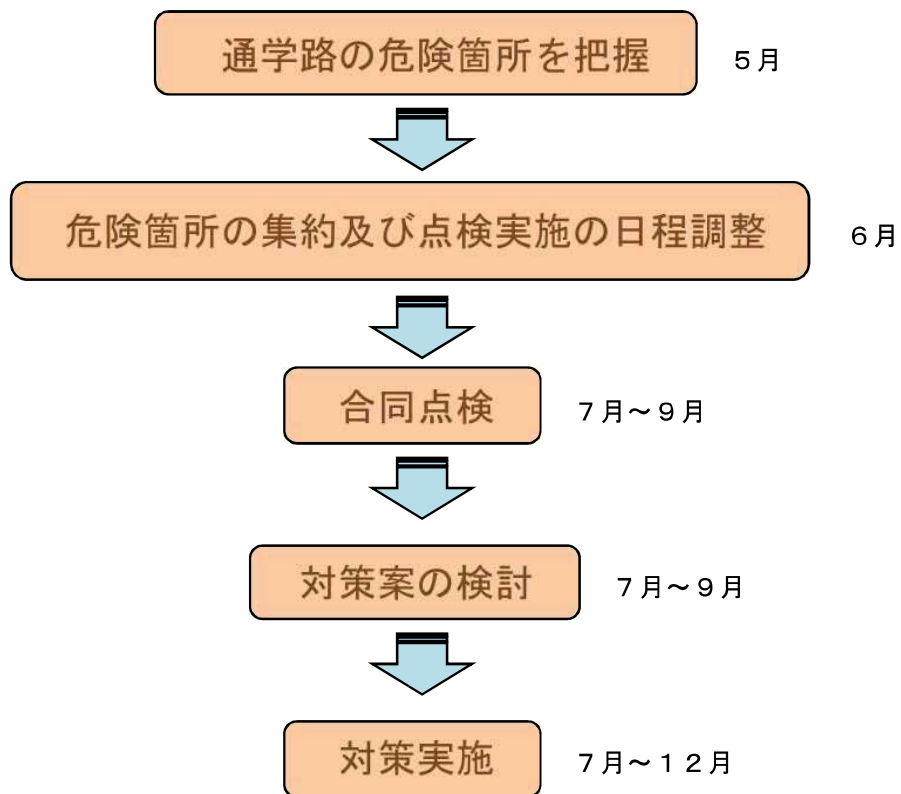 通学路の危険箇所を把握 ５月
危険箇所の集約及び点検実施の日程調整 ６月
合同点検 ７月～９月
対策案の検討 ７月～９月
対策実施 ７月～１２月